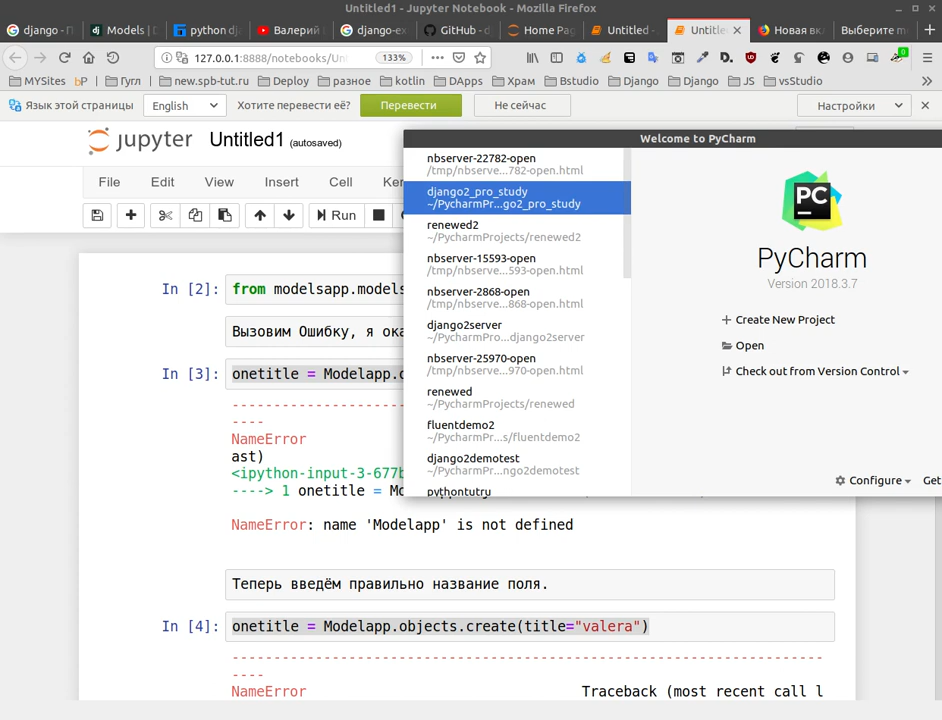 Untitled1 - Jupyter Notebook - Mozilla Firefox
django -
Models |
python dj
Валерий
django-ex
GitHub - d
Home Pag
Untitled -
Untitle
Новая вкл
Выберите п
127.0.0.1:8888/notebooks/Unt
133%
MYSites
Гугл
new.spb-tut.ru
Deploy
разное
kotlin
DApps
Храм
Bstudio
Django
Django
JS
vsStudio
Язык этой страницы
English
Хотите перевести её?
Перевести
Не сейчас
Настройки
jupyter
Untitled1 (autosaved)
File Edit View Insert Cell Ker
Run
Welcome to PyCharm
nbserver-22782-open
/tmp/nbserve...782-open.html
django2_pro_study
~/PycharmPr...go2_pro_study
renewed2
~/PycharmProjects/renewed2
nbserver-15593-open
/tmp/nbserve...593-open.html
nbserver-2868-open
/tmp/nbserve...868-open.html
django2server
~/PycharmPro...django2server
nbserver-25970-open
/tmp/nbserve...970-open.html
renewed
~/PycharmProjects/renewed
fluentdemo2
~/PycharmPr...s/fluentdemo2
django2demotest
~/PycharmPro...ngo2demotest
pythontutru
PC
PyCharm
Version 2018.3.7
Create New Project
Open
Check out from Version Control
Configure
Get
In [2]: from modelsapp.models
Вызовим Ошибку, я ока
In [3]: onetitle = Modelapp.o
--------------------
----
NameError
ast)
<ipython-input-3-677b
----> 1 onetitle = Mo
NameError: name 'Modelapp' is not defined
Теперь введём правильно название поля.
In [4]: onetitle = Modelapp.objects.create(title="valera")
---------------------------------------------------------------------------
----
NameError Traceback (most recent call l